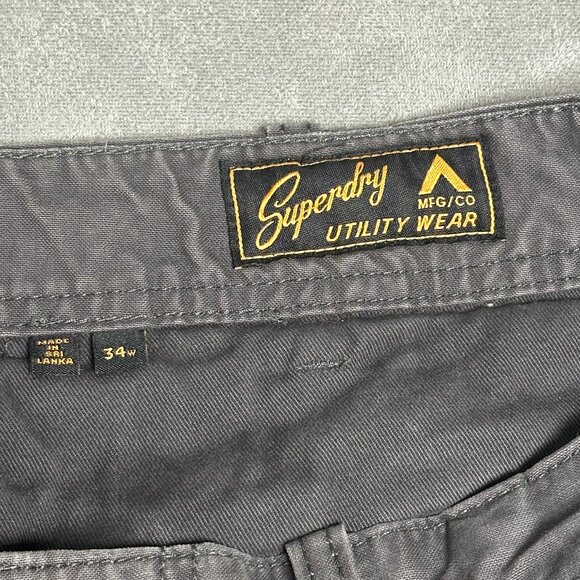 Superdry
MFG/CO
UTILITY WEAR
MADE
IN
SRI
LANKA
34W